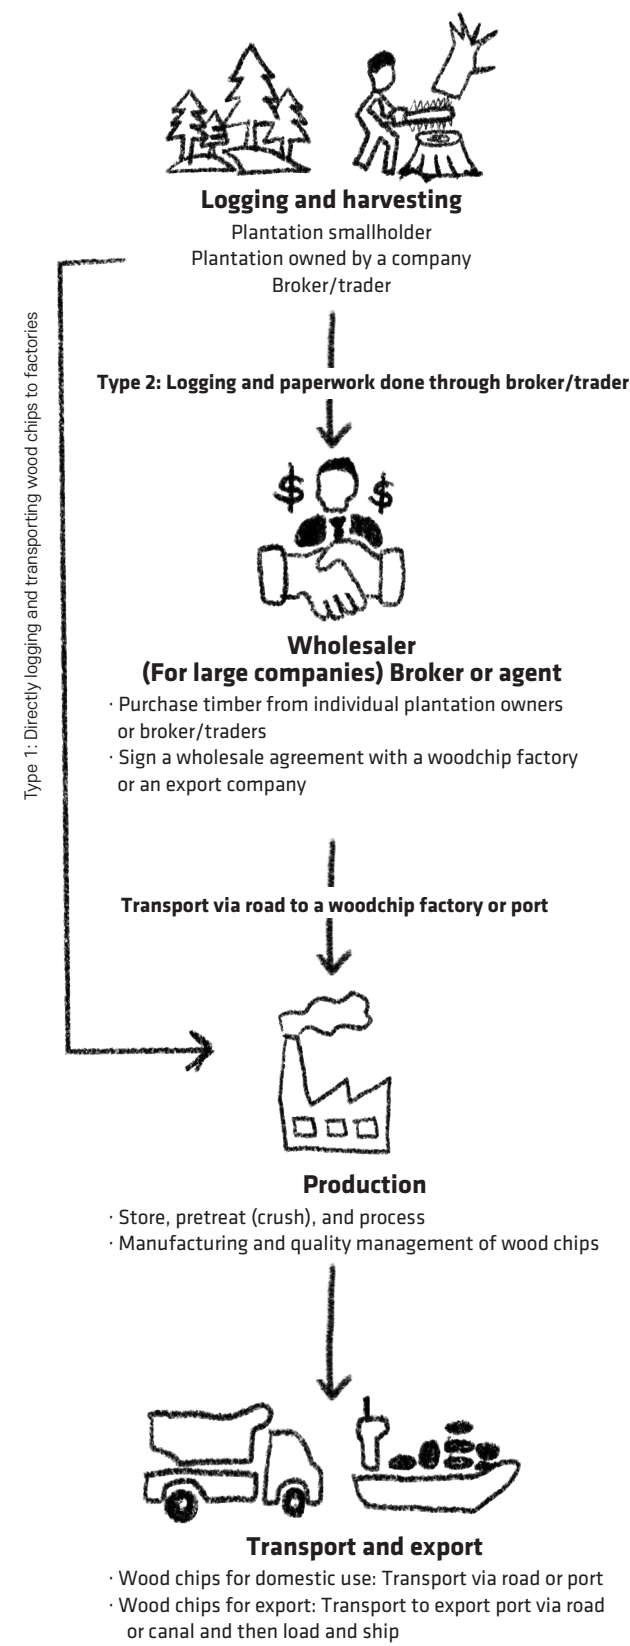 Logging and harvesting
Plantation smallholder
Plantation owned by a company
Broker/trader
Type 1: Directly logging and transporting wood chips to factories
Type 2: Logging and paperwork done through broker/trader
$ $
Wholesaler
(For large companies) Broker or agent
· Purchase timber from individual plantation owners
or broker/traders
· Sign a wholesale agreement with a woodchip factory
or an export company
Transport via road to a woodchip factory or port
Production
· Store, pretreat (crush), and process
· Manufacturing and quality management of wood chips
Transport and export
· Wood chips for domestic use: Transport via road or port
· Wood chips for export: Transport to export port via road
or canal and then load and ship